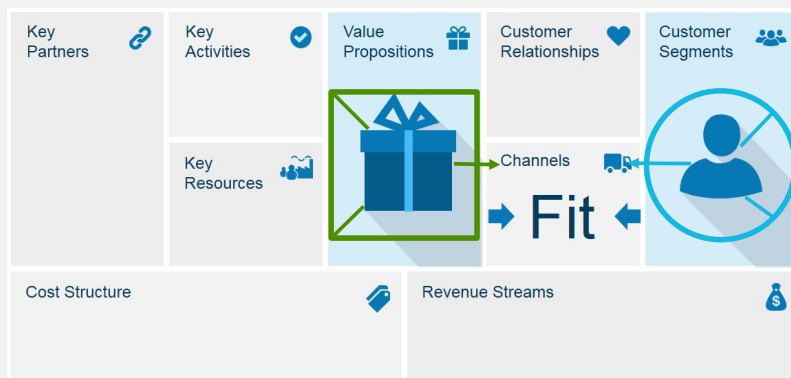 Key
Partners
Key
Activities
Value
Propositions
Customer
Relationships
Customer
Segments
Key
Resources
Channels
Fit
Cost Structure
Revenue Streams
$